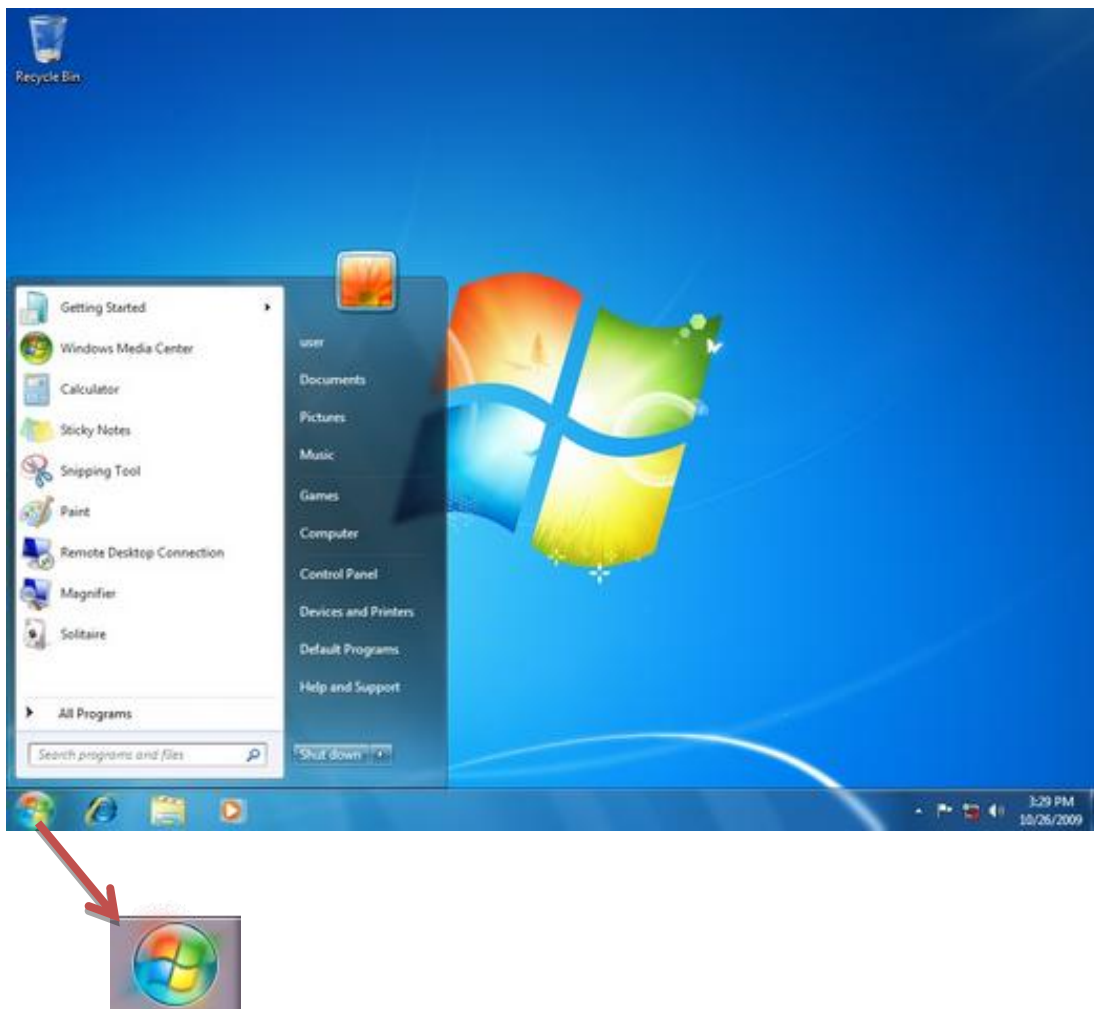 Recycle Bin
Getting Started
Windows Media Center
Calculator
Sticky Notes
Snipping Tool
Paint
Remote Desktop Connection
Magnifier
Solitaire
All Programs
Search programs and files
user
Documents
Pictures
Music
Games
Computer
Control Panel
Devices and Printers
Default Programs
Help and Support
Shut down
3:29 PM
10/26/2009